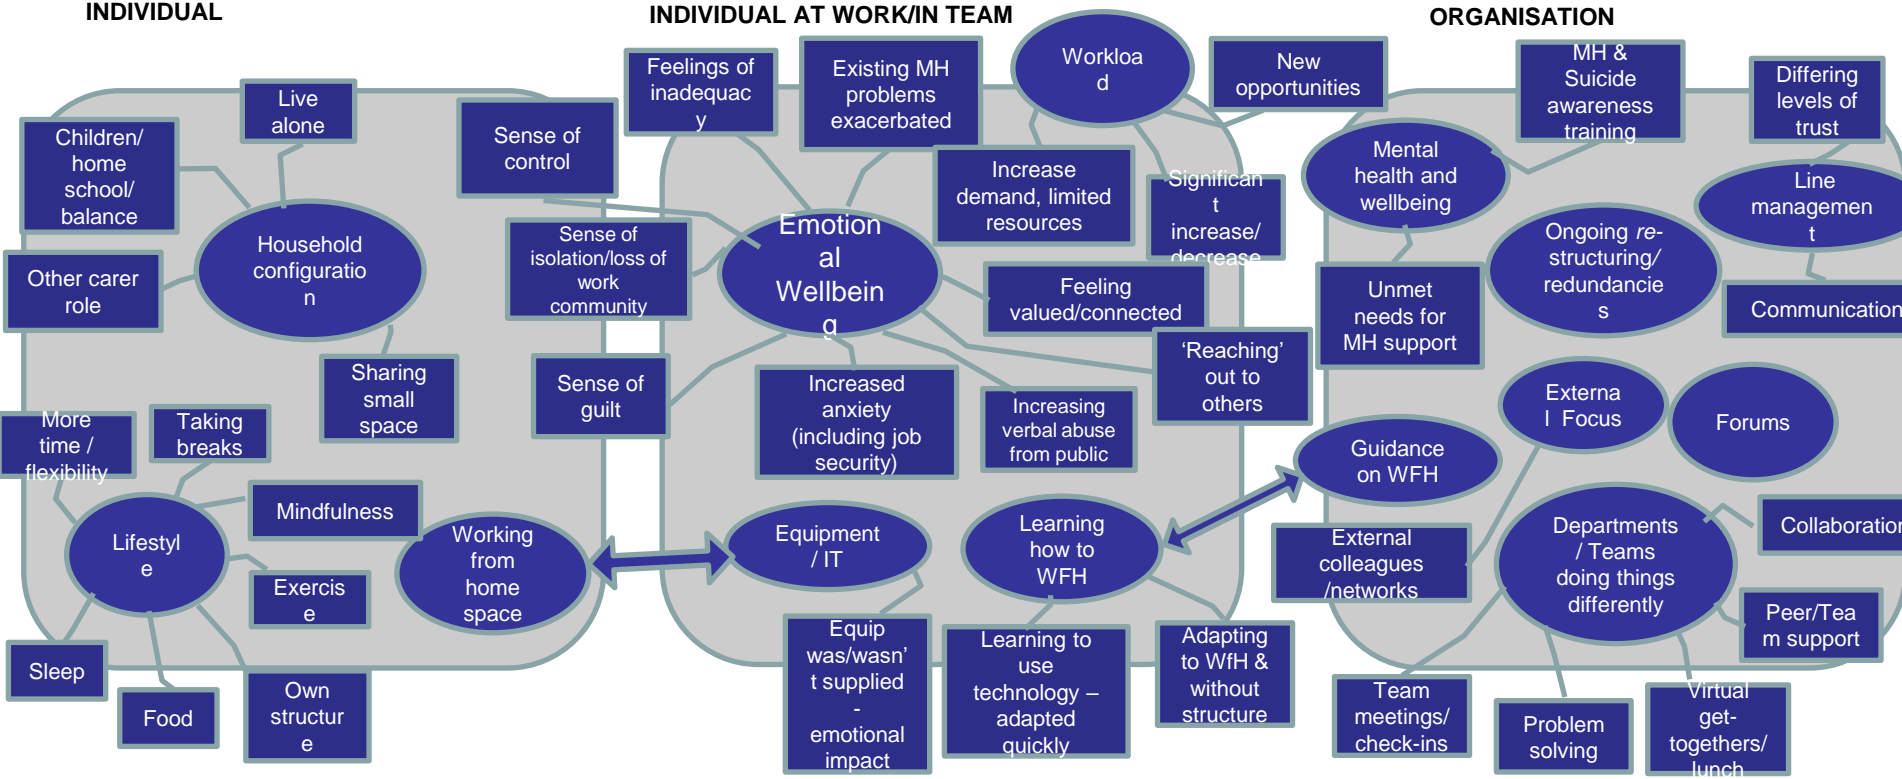 INDIVIDUAL
INDIVIDUAL AT WORK/IN TEAM
ORGANISATION
Live
alone
Children/
home
school/
balance
Household
configuratio
n
Other carer
role
Sharing
small
space
More
time /
flexibility
Taking
breaks
Mindfulness
Lifestyl
e
Exercis
e
Working
from
home
space
Sleep
Food
Own
structur
e
Feelings of
inadequac
y
Existing MH
problems
exacerbated
Workloa
d
New
opportunities
Sense of
control
Increase
demand, limited
resources
Significan
t
increase/
decrease
Sense of
isolation/loss of
work
community
Emotion
al
Wellbein
g
Feeling
valued/connected
Sense of
guilt
Increased
anxiety
(including job
security)
Increasing
verbal abuse
from public
‘Reaching’
out to
others
Equipment
/ IT
Learning
how to
WFH
Equip
was/wasn’
t supplied
-
emotional
impact
Learning to
use
technology –
adapted
quickly
Adapting
to WfH &
without
structure
MH &
Suicide
awareness
training
Differing
levels of
trust
Mental
health and
wellbeing
Line
managemen
t
Ongoing re-
structuring/
redundancie
s
Unmet
needs for
MH support
Communication
Externa
l Focus
Forums
Guidance
on WFH
External
colleagues
/networks
Departments
/ Teams
doing things
differently
Collaboration
Peer/Tea
m support
Team
meetings/
check-ins
Problem
solving
Virtual
get-
togethers/
lunch